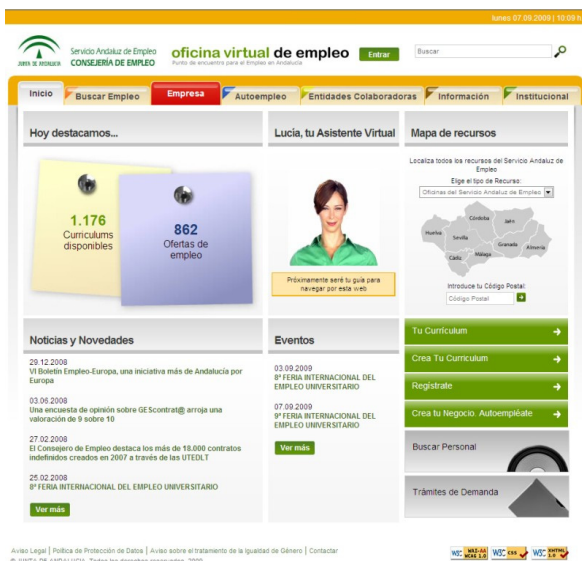 lunes 07.09.2009 | 10:09 h
JUNTA DE ANDALUCIA
Servicio Andaluz de Empleo
CONSEJERÍA DE EMPLEO
oficina virtual de empleo
Punto de encuentro para el Empleo en Andalucía
Entrar
Buscar
Inicio
Buscar Empleo
Empresa
Autoempleo
Entidades Colaboradoras
Información
Institucional
Hoy destacamos...
1.176
Curriculums
disponibles
862
Ofertas de
empleo
Lucía, tu Asistente Virtual
Próximamente seré tu guía para
navegar por esta web
Mapa de recursos
Localiza todos los recursos del Servicio Andaluz de
Empleo
Elige el tipo de Recurso:
Oficinas del Servicio Andaluz de Empleo
Huelva
Sevilla
Córdoba
Jaén
Cádiz
Málaga
Granada
Almería
Introduce tu Código Postal:
Código Postal
Noticias y Novedades
29.12.2008
VI Boletín Empleo-Europa, una iniciativa más de Andalucía por
Europa
03.06.2008
Una encuesta de opinión sobre GEScontrat@ arroja una
valoración de 9 sobre 10
27.02.2008
El Consejero de Empleo destaca los más de 18.000 contratos
indefinidos creados en 2007 a través de las UTEDLT
25.02.2008
8ª FERIA INTERNACIONAL DEL EMPLEO UNIVERSITARIO
Ver más
Eventos
03.09.2009
8ª FERIA INTERNACIONAL DEL
EMPLEO UNIVERSITARIO
07.09.2009
9ª FERIA INTERNACIONAL DEL
EMPLEO UNIVERSITARIO
Ver más
Tu Currículum
Crea Tu Curriculum
Regístrate
Crea tu Negocio. Autoempléate
Buscar Personal
Trámites de Demanda
Aviso Legal | Política de Protección de Datos | Aviso sobre el tratamiento de la igualdad de Género | Contactar
© JUNTA DE ANDALUCIA. Todos los derechos reservados. 2009
W3C WAI-AA WCAG 1.0
W3C CSS
W3C XHTML 1.0